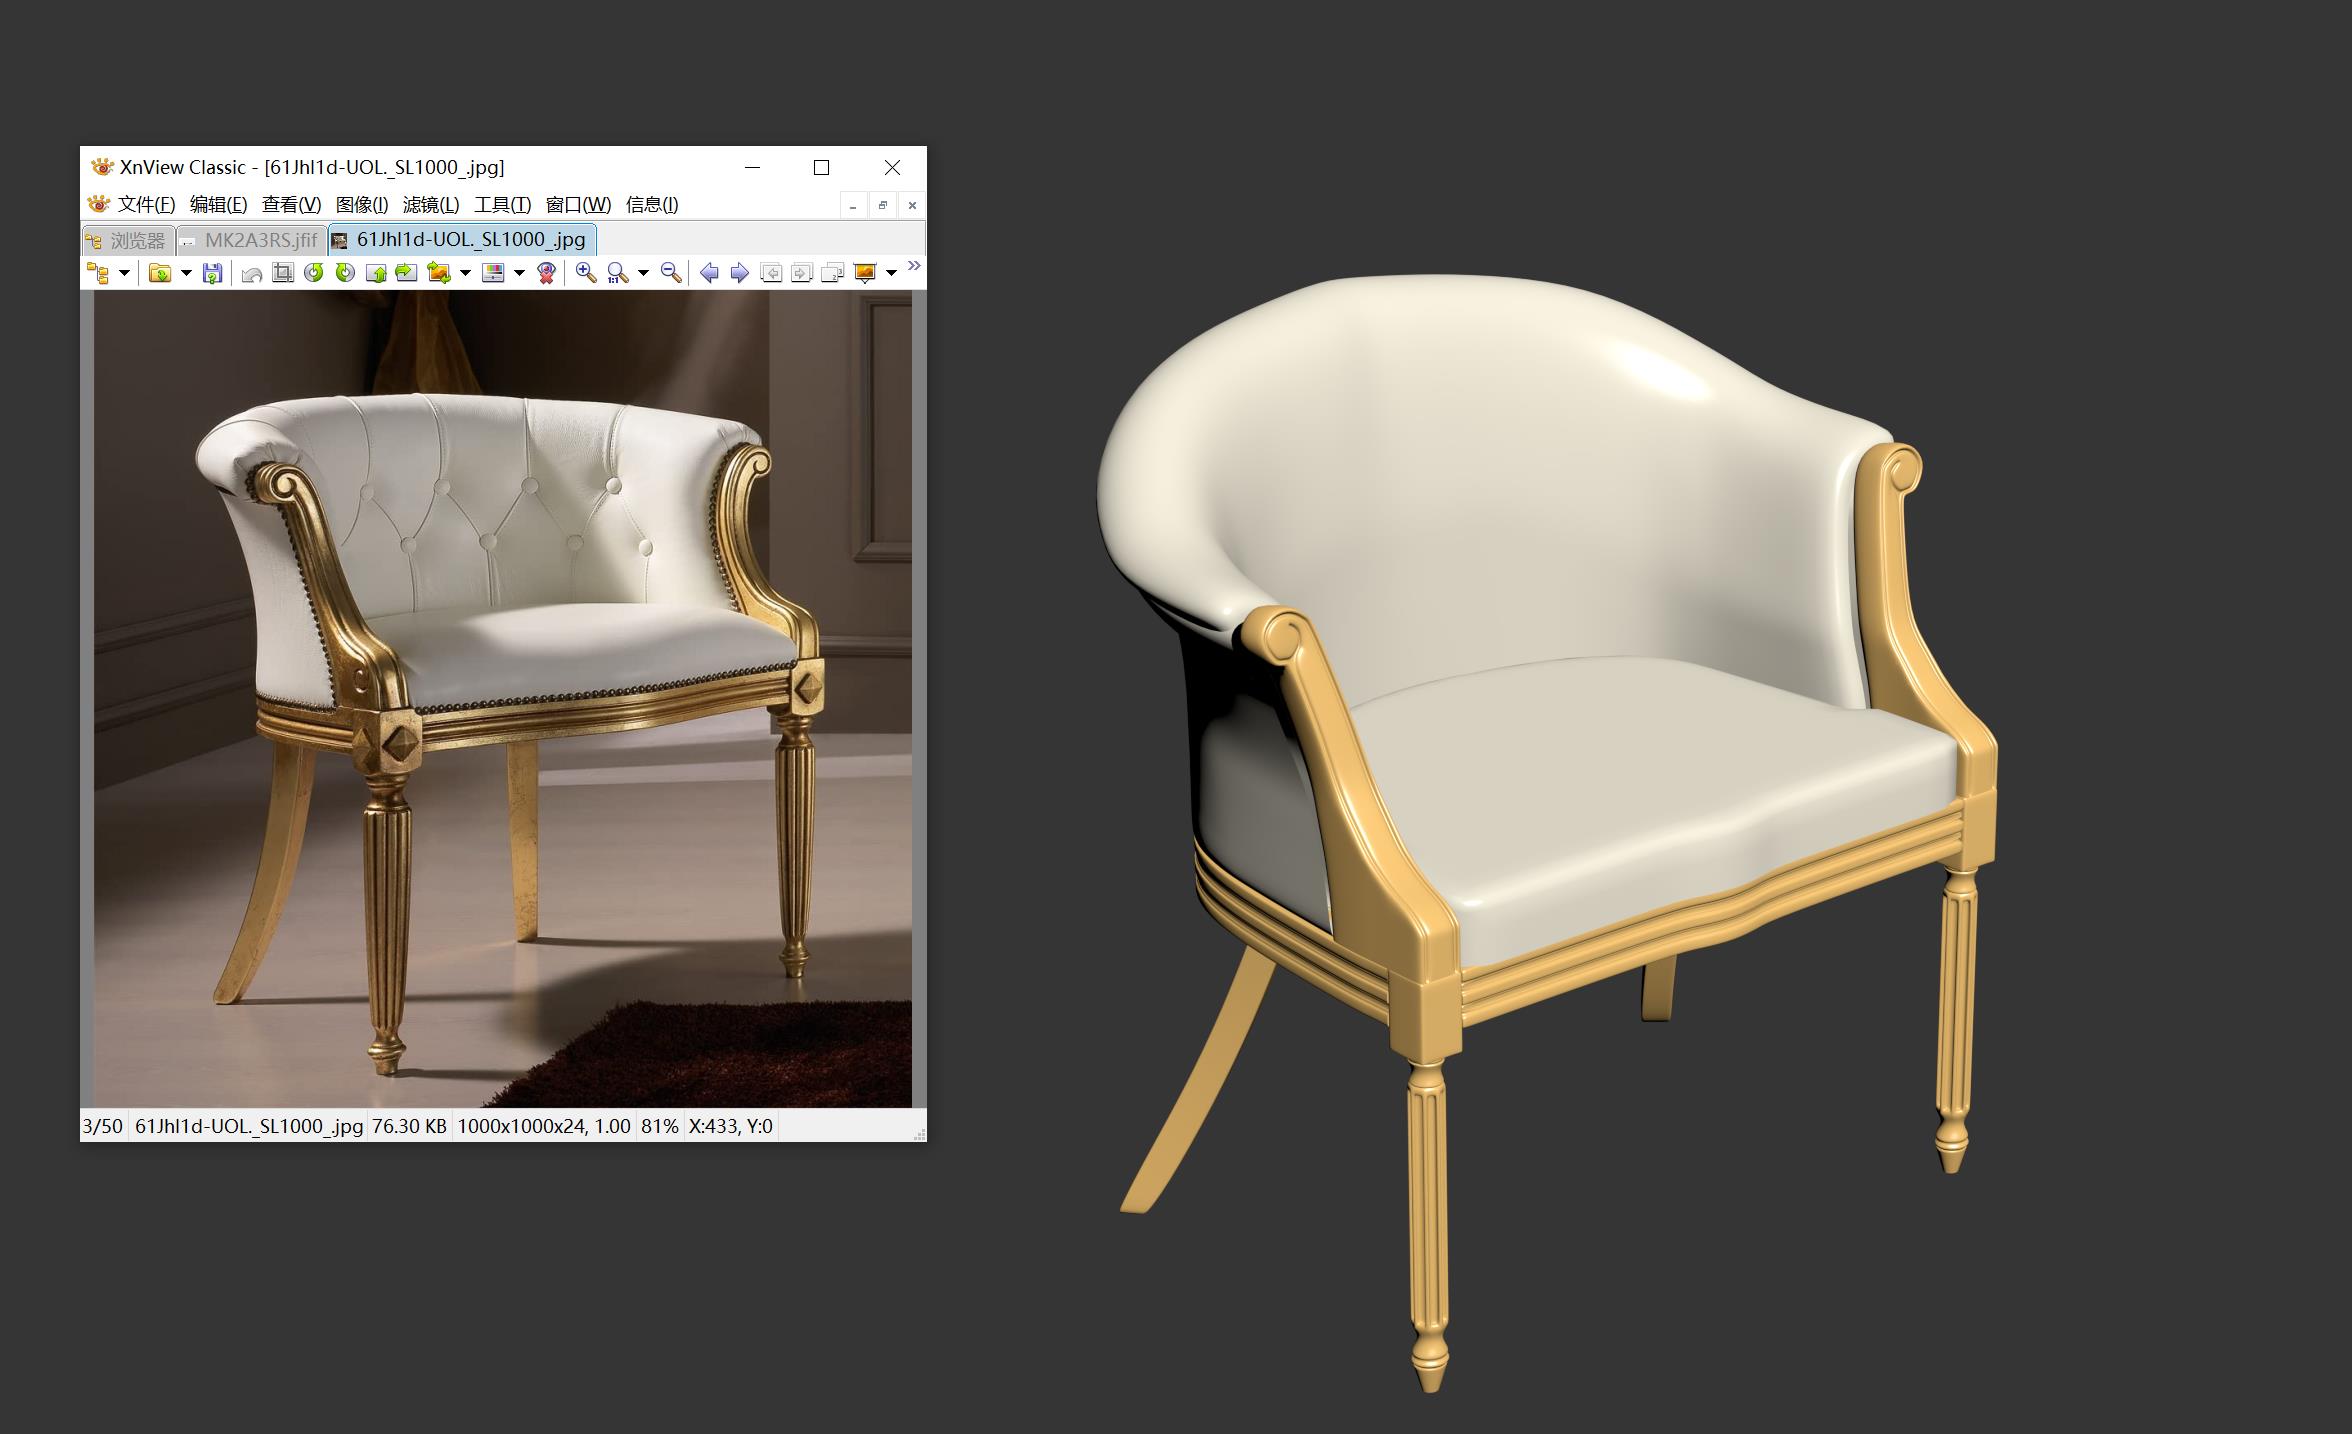 XnView Classic - [61Jhl1d-UOL._SL1000_.jpg]
文件(F) 编辑(E) 查看(V) 图像(I) 滤镜(L) 工具(T) 窗口(W) 信息(I)
浏览器 MK2A3RS.jfif 61Jhl1d-UOL._SL1000_.jpg
3/50 61Jhl1d-UOL._SL1000_.jpg 76.30 KB 1000x1000x24, 1.00 81% X:433, Y:0